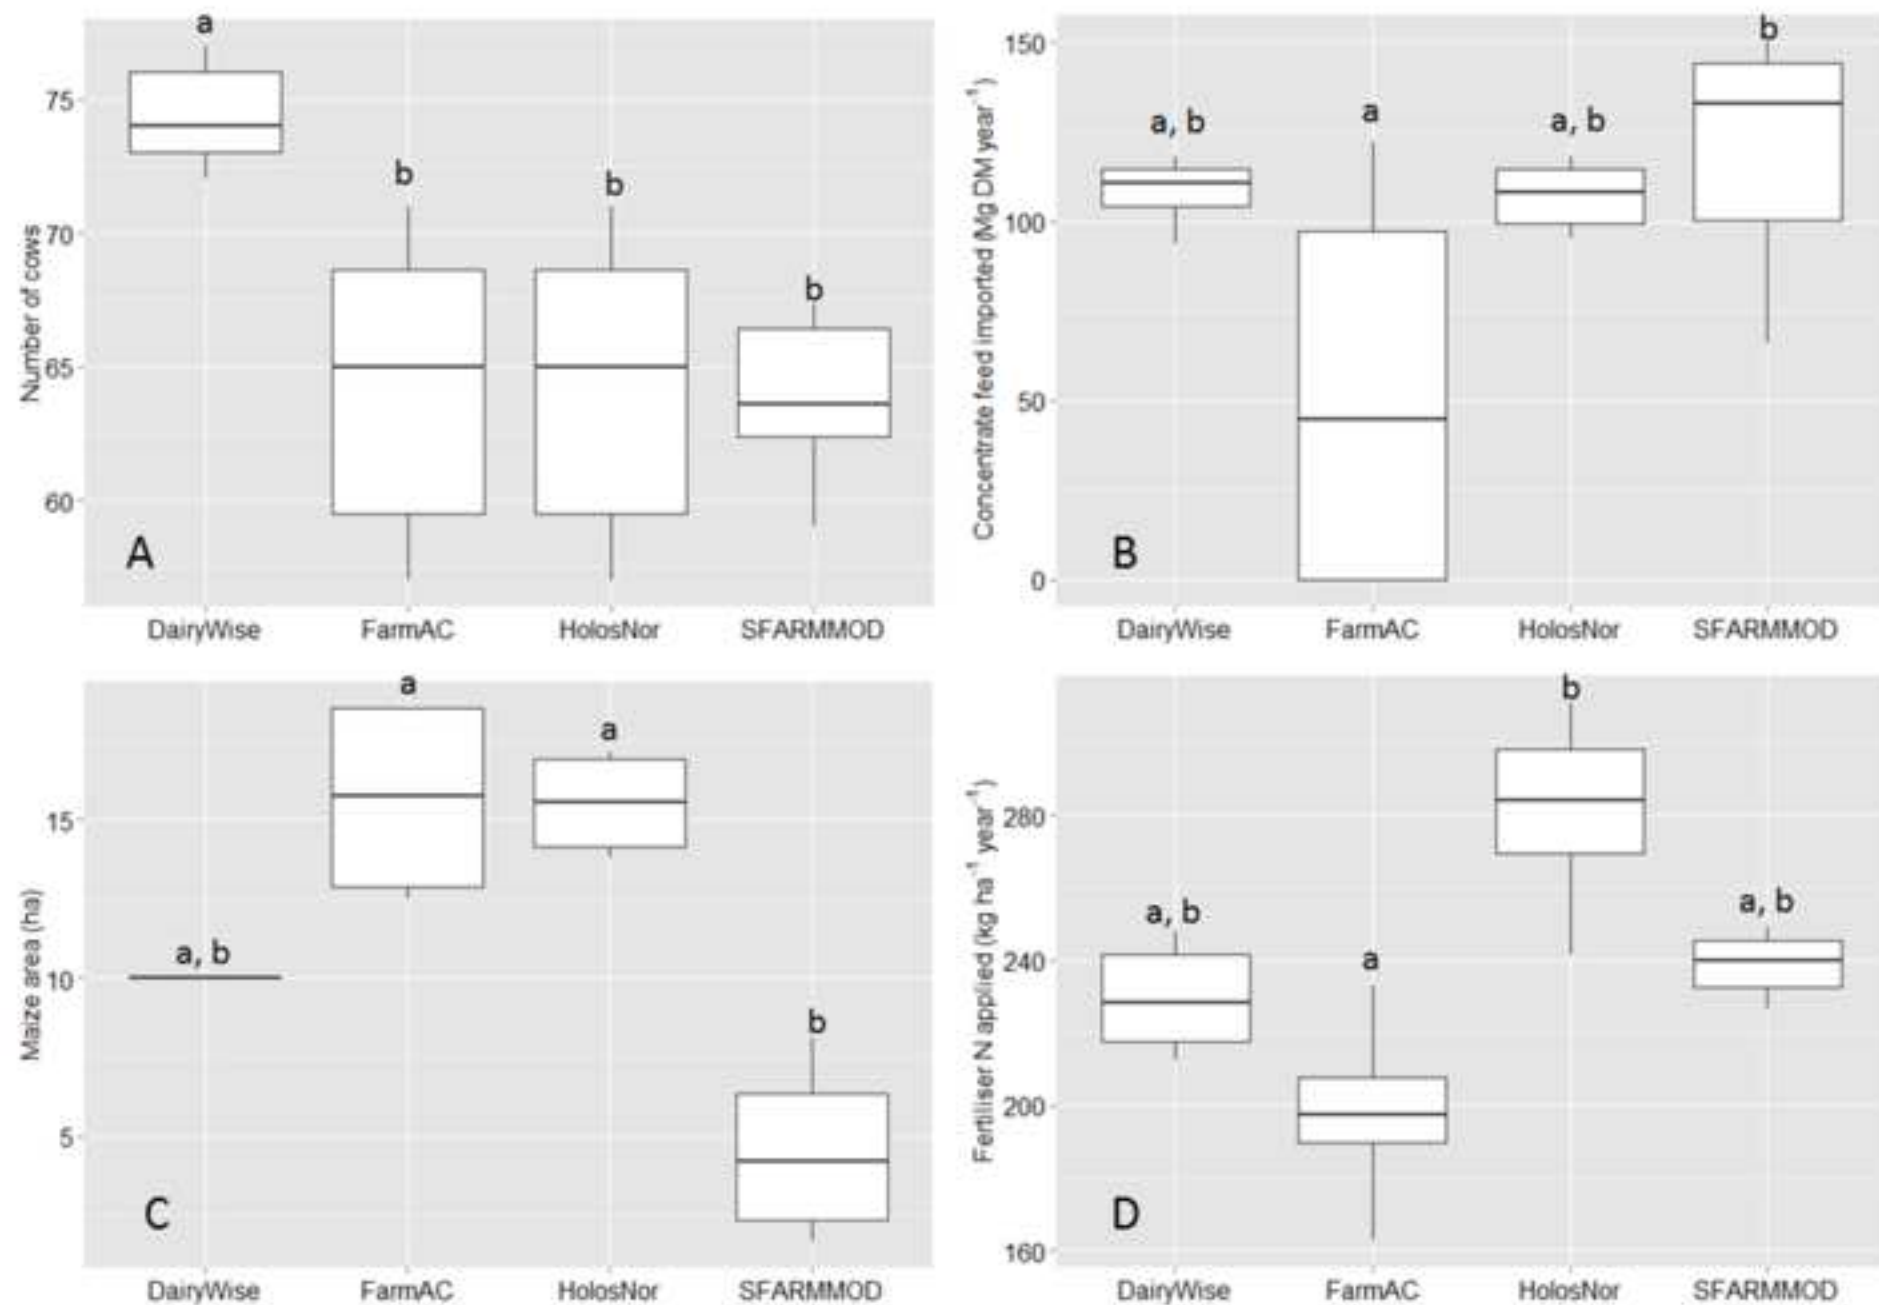 a
b
b
b
75
70
65
60
Number of cows
A
DairyWise FarmAC HolosNor SFARMMOD
a, b
a
a, b
b
150
100
50
0
Concentrate feed imported (Mg DM year⁻¹)
B
DairyWise FarmAC HolosNor SFARMMOD
a
a
a, b
b
15
10
5
Maize area (ha)
C
DairyWise FarmAC HolosNor SFARMMOD
b
a, b
a
a, b
280
240
200
160
Fertiliser N applied (kg ha⁻¹ year⁻¹)
D
DairyWise FarmAC HolosNor SFARMMOD